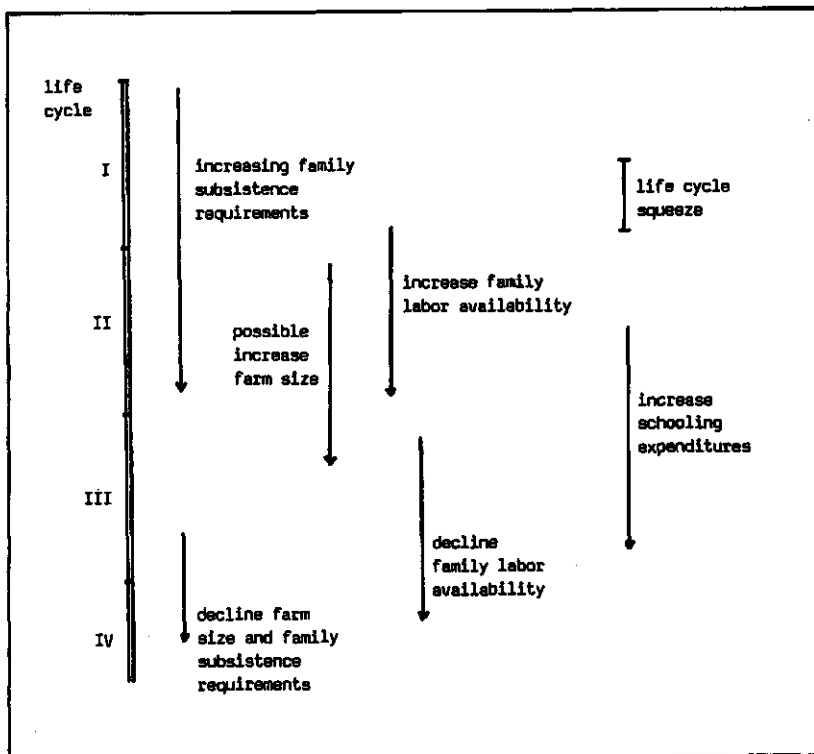 life
cycle
I
increasing family
subsistence
requirements
life cycle
squeeze
increase family
labor availability
II
possible
increase
farm size
increase
schooling
expenditures
III
decline
family labor
availability
decline farm
size and family
subsistence
requirements
IV